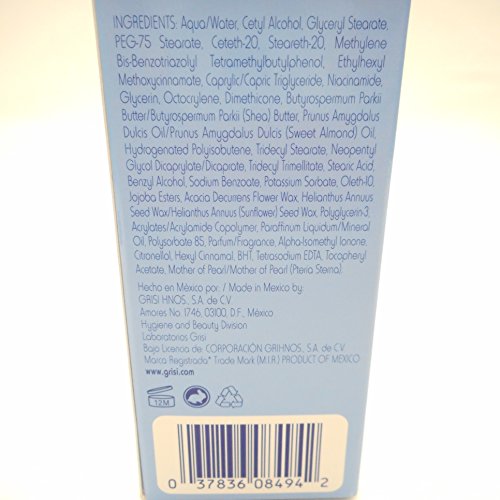 INGREDIENTS: Aqua/Water, Cetyl Alcohol, Glyceryl Stearate,
PEG-75 Stearate, Ceteth-20, Steareth-20, Methylene
Bis-Benzotriazolyl Tetramethylbutylphenol, Ethylhexyl
Methoxycinnamate, Caprylic/Capric Triglyceride, Niacinamide,
Glycerin, Octocrylene, Dimethicone, Butyrospermum Parkii
Butter/Butyrospermum Parkii (Shea) Butter, Prunus Amygdalus
Dulcis Oil/Prunus Amygdalus Dulcis (Sweet Almond) Oil,
Hydrogenated Polyisobutene, Tridecyl Stearate, Neopentyl
Glycol Dicaprylate/Dicaprate, Tridecyl Trimellitate, Stearic Acid,
Benzyl Alcohol, Sodium Benzoate, Potassium Sorbate, Oleth-10,
Jojoba Esters, Acacia Decurrens Flower Wax, Helianthus Annuus
Seed Wax/Helianthus Annuus (Sunflower) Seed Wax, Polyglycerin-3,
Acrylates/Acrylamide Copolymer, Paraffinum Liquidum/Mineral
Oil, Polysorbate 85, Parfum/Fragrance, Alpha-Isomethyl Ionone,
Citronellol, Hexyl Cinnamal, BHT, Tetrasodium EDTA, Tocopheryl
Acetate, Mother of Pearl/Mother of Pearl (Pteria Sterna).
Hecho en México por: / Made in Mexico by:
GRISI HNOS., S.A. de C.V.
Amores No. 1746, 03100, D.F., México
Hygiene and Beauty Division
Laboratorios Grisi
Bajo Licencia de: CORPORACIÓN GRIHNOS, S.A. de C.V.
Marca Registrada* Trade Mark (M.I.R.) PRODUCT OF MEXICO
www.grisi.com
12M
0 37836 08494 2